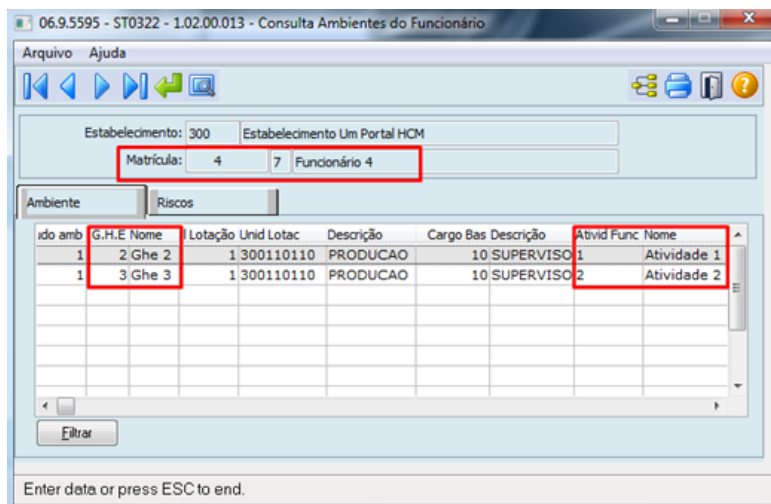 06.9.5595 - ST0322 - 1.02.00.013 - Consulta Ambientes do Funcionário
Arquivo Ajuda
Estabelecimento: 300 Estabelecimento Um Portal HCM
Matrícula: 4 7 Funcionário 4
Ambiente Riscos
do amb G.H.E Nome Lotação Unid Lotac Descrição Cargo Bas Descrição Ativid Func Nome
1 2 Ghe 2 1 300110110 PRODUCAO 10 SUPERVISO 1 Atividade 1
1 3 Ghe 3 1 300110110 PRODUCAO 10 SUPERVISO 2 Atividade 2
Filtrar
Enter data or press ESC to end.